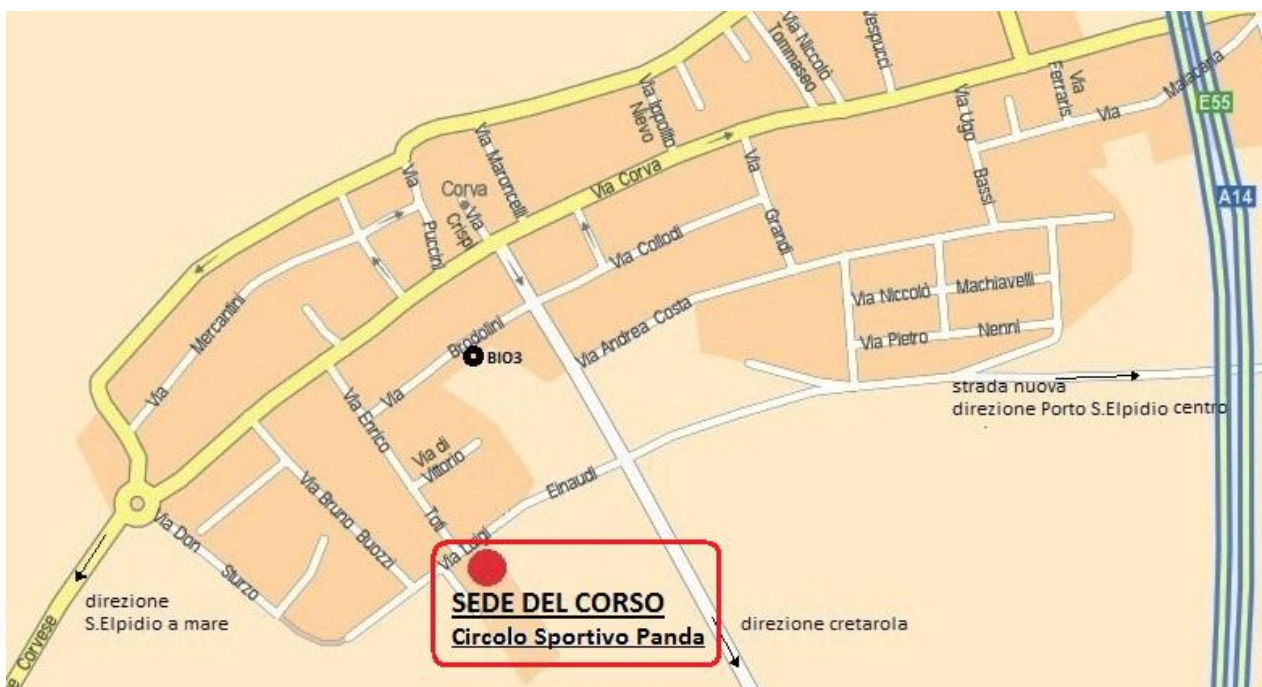 Via Niccolò
Tommaseo
Vespucci
Via Ippolito
Nievo
Via Ferraris
Via Malagana
E55
A14
Via Ugo
Bassi
Via Maroncelli
Via Corva
Via
Puccini
Corva
Via
Crispi
Via
Grandi
Via Collodi
Via Mercantini
Via Brodolini
BIO3
Via Andrea Costa
Via Niccolò Machiavelli
Via Pietro Nenni
strada nuova
direzione Porto S.Elpidio centro
Via Enrico Toti
Via di
Vittorio
Via Bruno Buozzi
Via Luigi Einaudi
Via Don Sturzo
direzione
S.Elpidio a mare
Corvese
SEDE DEL CORSO
Circolo Sportivo Panda
direzione cretarola